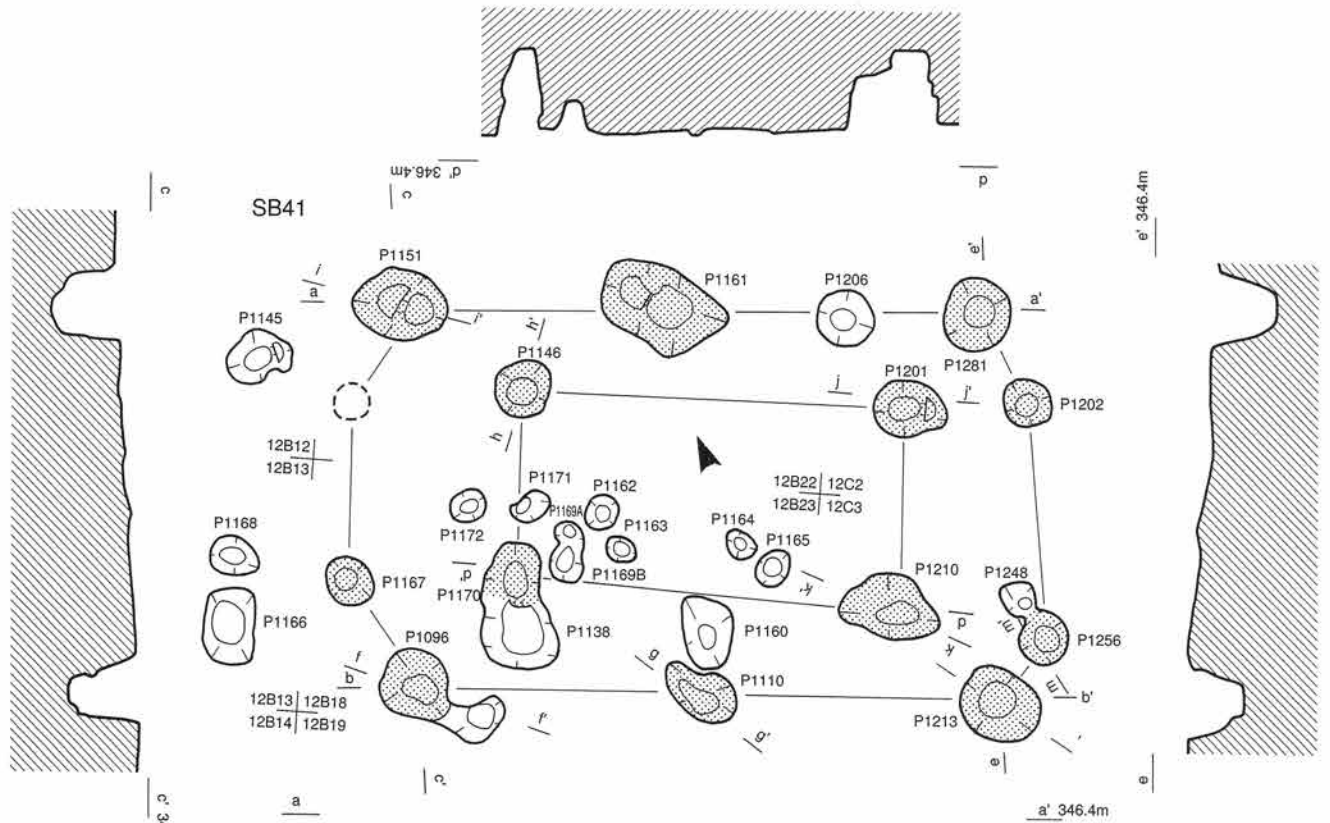 d' 346.4m
d
c
c
SB41
e' 346.4m
e'
P1151
i
a
P1161
P1206
a'
P1145
i'
h'
P1146
P1281
j
P1201
j'
P1202
h
12B12
12B13
P1171
P1162
12B22 12C2
12B23 12C3
P1169A
P1163
P1164
P1168
P1172
P1165
d'
P1169B
k'
P1210
P1248
P1167
P1170
P1166
P1138
P1160
d
m'
P1256
P1096
k
f
g
P1110
b
m
b'
12B13 12B18
12B14 12B19
P1213
f'
g'
e
c'
c' 3
e
a
a' 346.4m